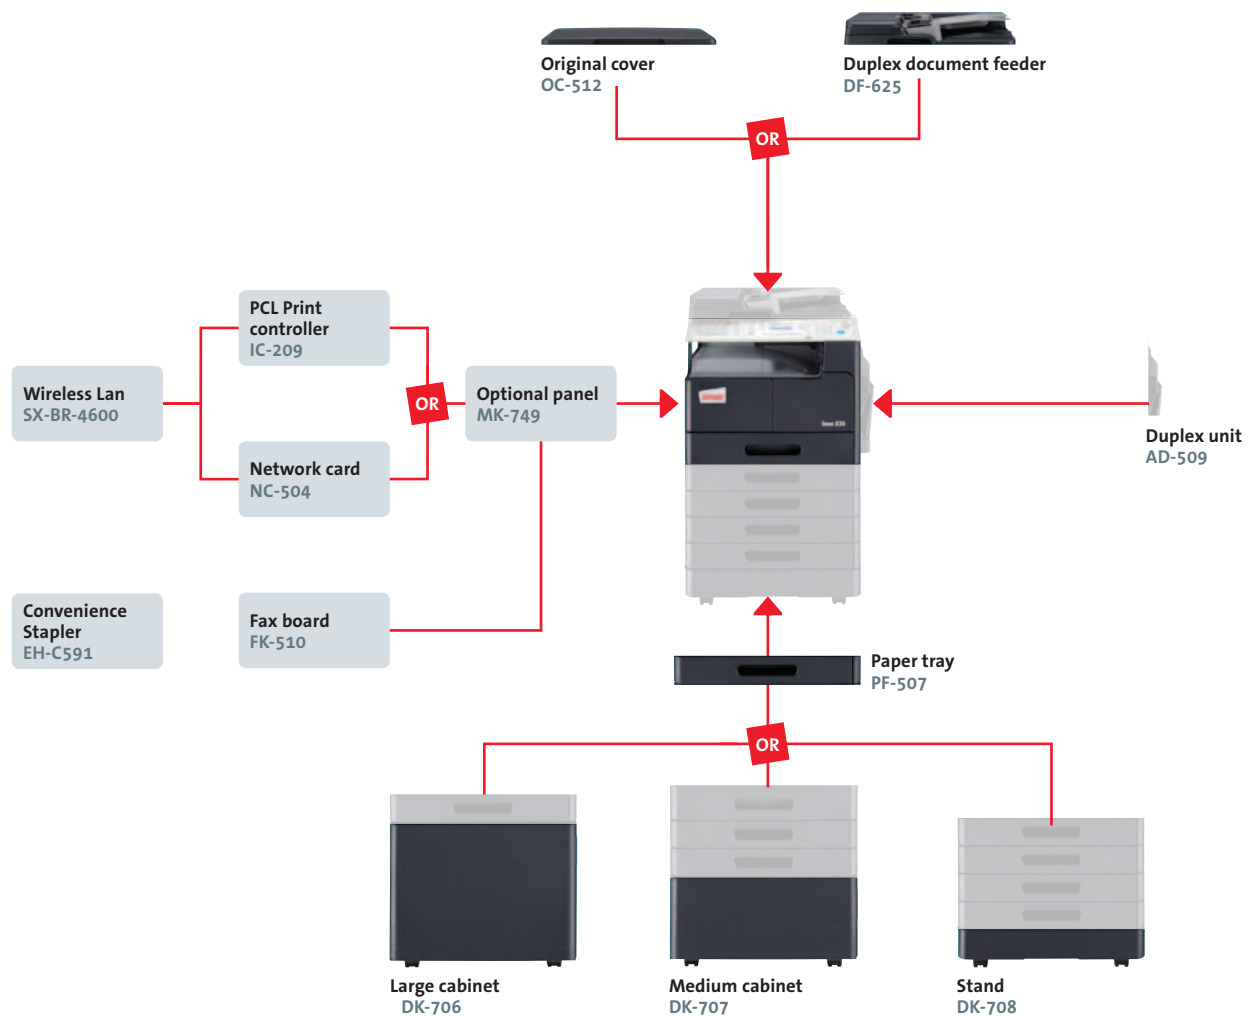 Original cover
OC-512
Duplex document feeder
DF-625
OR
PCL Print
controller
IC-209
Wireless Lan
SX-BR-4600
OR
Optional panel
MK-749
Network card
NC-504
Duplex unit
AD-509
Convenience
Stapler
EH-C591
Fax board
FK-510
Paper tray
PF-507
OR
Large cabinet
DK-706
Medium cabinet
DK-707
Stand
DK-708